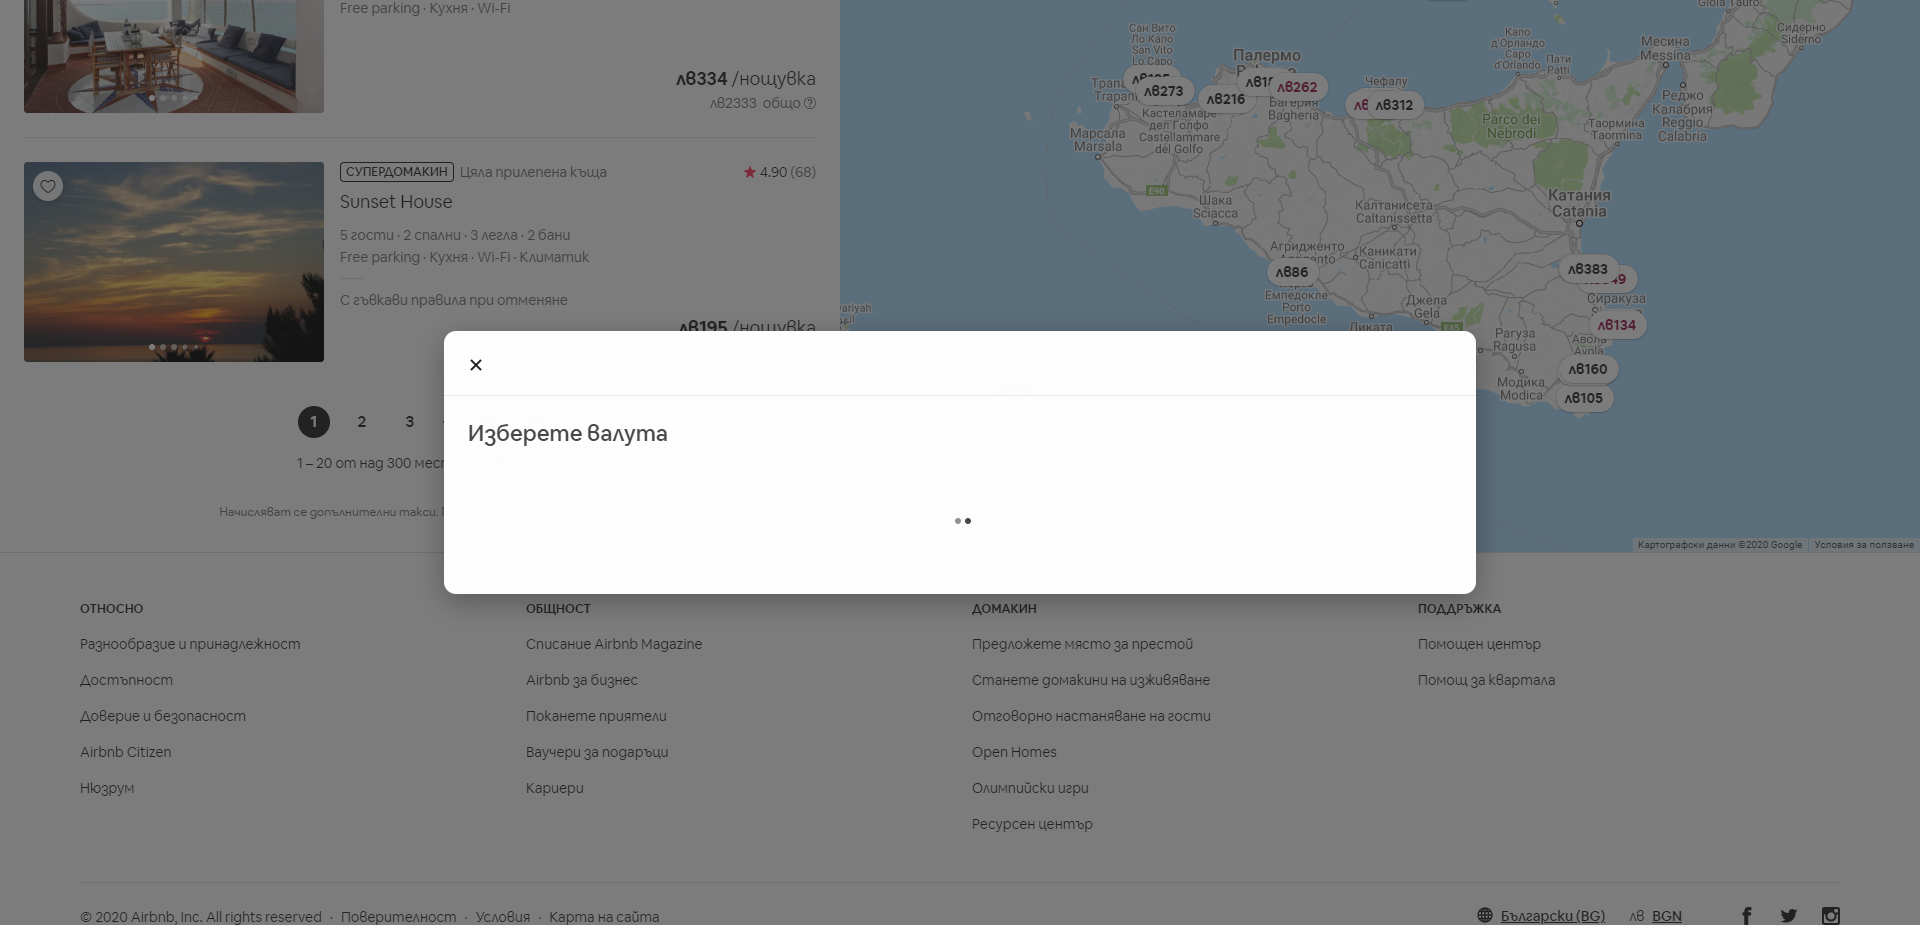 Free parking · Кухня · Wi-Fi
лв334 /нощувка
лв2333 общо
СУПЕРДОМАКИН Цяла прилепена къща
4.90 (68)
Sunset House
5 гости · 2 спални · 3 легла · 2 бани
Free parking · Кухня · Wi-Fi · Климатик
С гъвкави правила при отменяне
лв195 /нощувка
1 2 3
1 – 20 от над 300
Начисляват се допълнителни такси.
Сан Вито
Ло Капо
San Vito
Lo Capo
Палермо
лв273
лв216
лв262
Багерия
Bagheria
Чефалу
лв312
Капо
д'Орландо
Capo
d'Orlando
Пати
Patti
Месина
Messina
Gioia Tauro
Сидерно
Siderno
Реджо
Калабрия
Reggio
Calabria
Таормина
Taormina
Parco dei
Nebrodi
Кастеламаре
дел Голфо
Castellammare
del Golfo
Марсала
Marsala
E90
Шака
Sciacca
Калтанисета
Caltanissetta
Катания
Catania
Агридженто
Agrigento
Каникати
Canicatti
лв86
Емпедокле
Porto
Empedocle
Джела
Gela
Ликата
E45
лв383
Сиракуза
лв134
Рагуза
Ragusa
Авола
Avola
лв160
Модика
Modica
лв105
Картографски данни ©2020 Google
Условия за ползване
Изберете валута
ОТНОСНО
Разнообразие и принадлежност
Достъпност
Доверие и безопасност
Airbnb Citizen
Нюзрум
ОБЩНОСТ
Списание Airbnb Magazine
Airbnb за бизнес
Поканете приятели
Ваучери за подаръци
Кариери
ДОМАКИН
Предложете място за престой
Станете домакини на изживяване
Отговорно настаняване на гости
Open Homes
Олимпийски игри
Ресурсен център
ПОДДРЪЖКА
Помощен център
Помощ за квартала
© 2020 Airbnb, Inc. All rights reserved · Поверителност · Условия · Карта на сайта
Български (BG) лв BGN